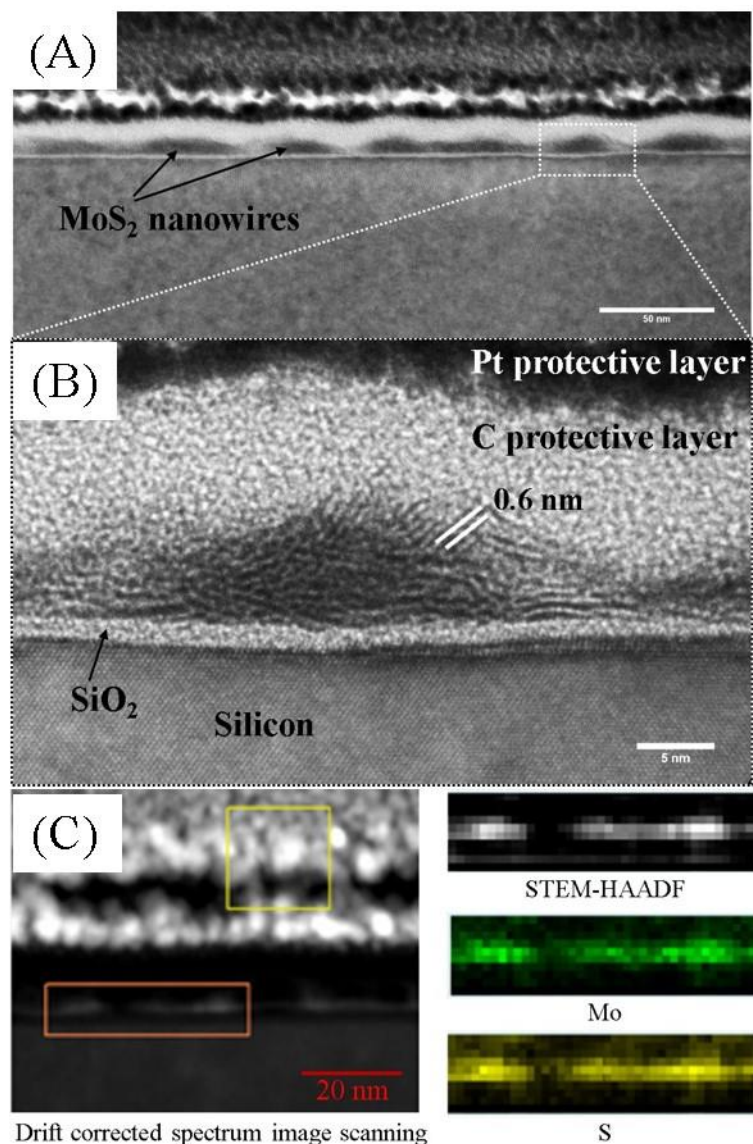 (A)
MoS₂ nanowires
50 nm
(B)
Pt protective layer
C protective layer
0.6 nm
SiO₂
Silicon
5 nm
(C)
20 nm
Drift corrected spectrum image scanning
STEM-HAADF
Mo
S